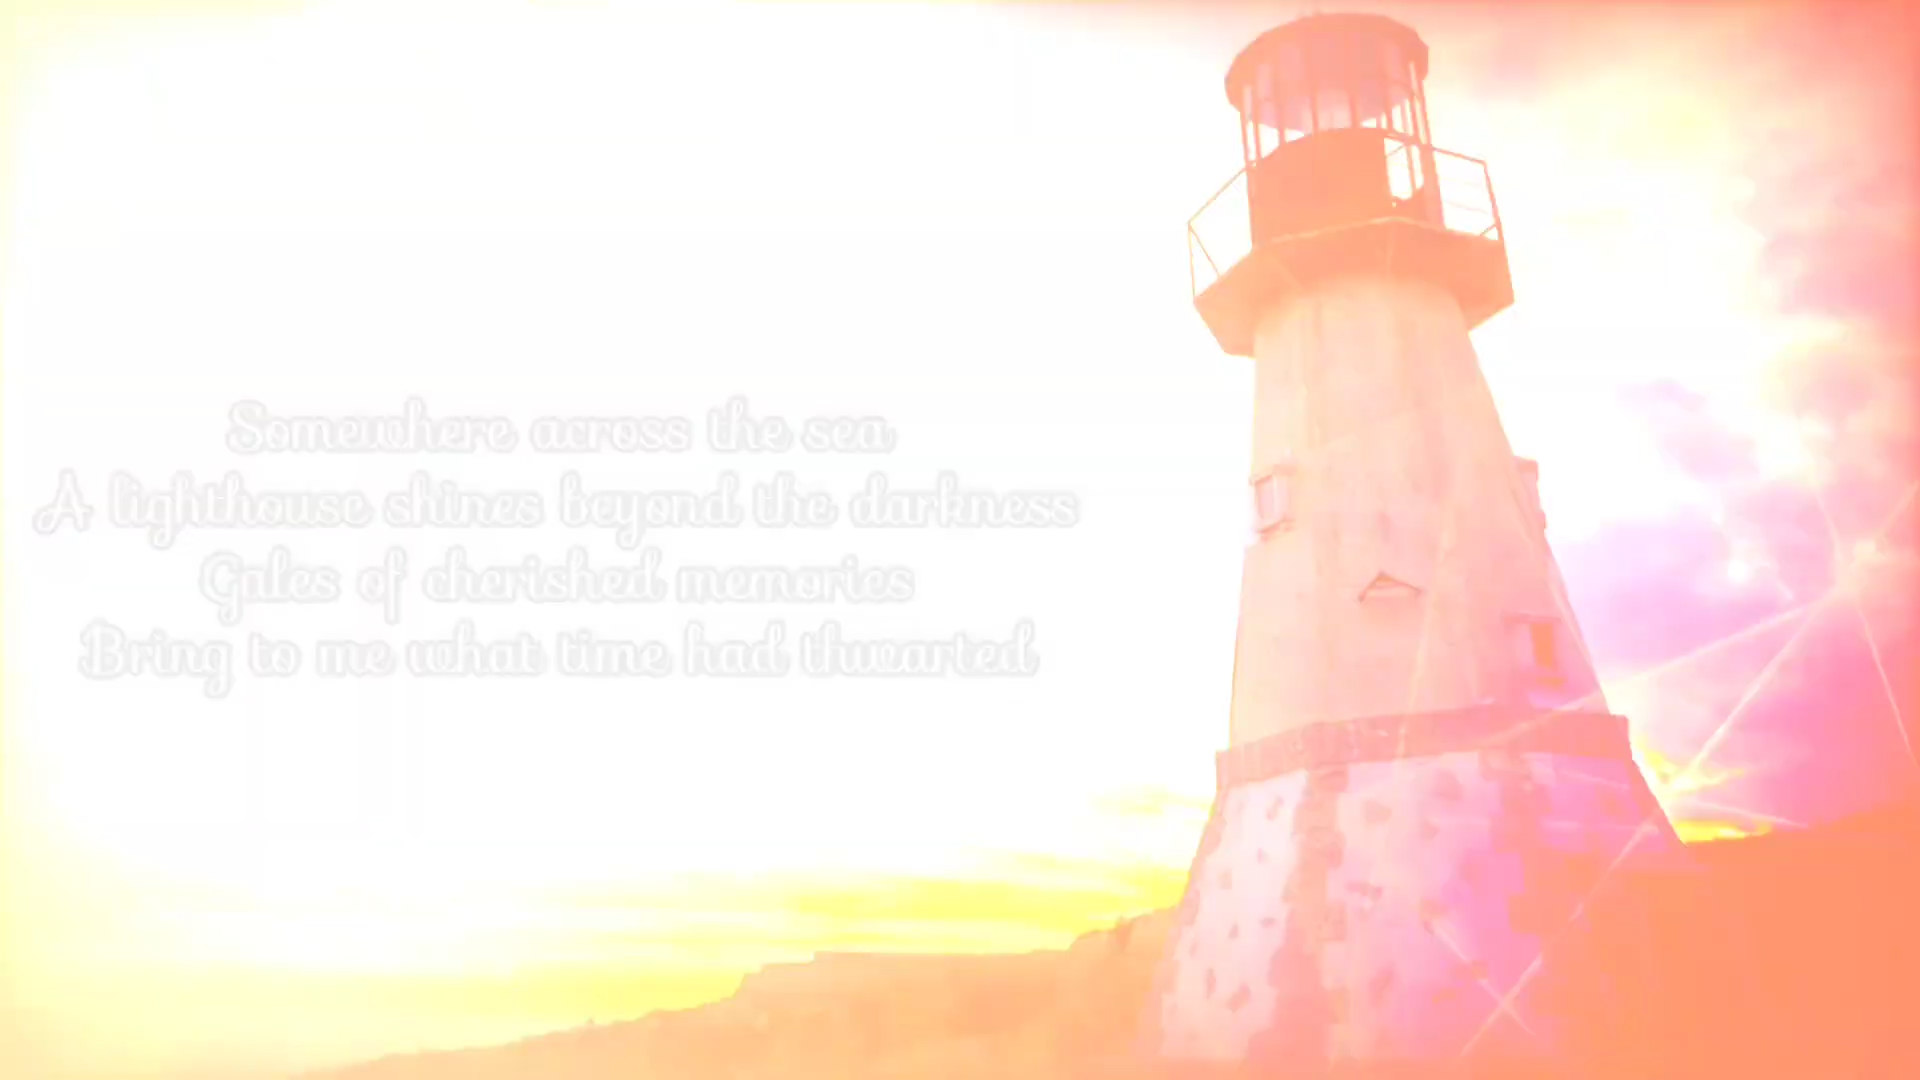 Somewhere across the sea
A lighthouse shines beyond the darkness
Gales of cherished memories
Bring to me what time had thwarted